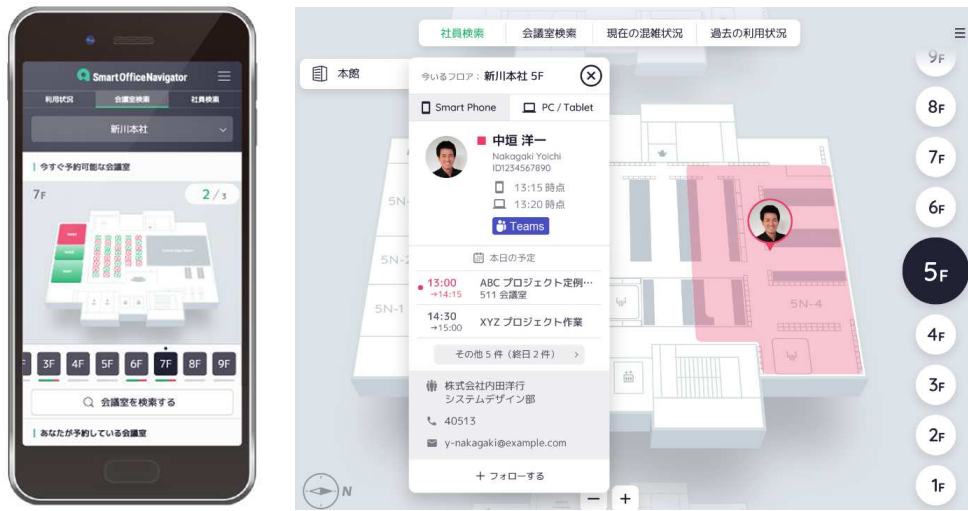 SmartOfficeNavigator
利用状況
会議室検索
社員検索
新川本社
今すぐ予約可能な会議室
7F
2/3
3F
4F
5F
6F
7F
8F
9F
会議室を検索する
あなたが予約している会議室
社員検索
会議室検索
現在の混雑状況
過去の利用状況
本館
今いるフロア：新川本社 5F
Smart Phone
PC / Tablet
中垣 洋一
Nakagaki Yoichi
ID1234567890
13:15 時点
13:20 時点
Teams
本日の予定
13:00 ABC プロジェクト定例…
→14:15 511 会議室
14:30 XYZ プロジェクト作業
→15:00
その他 5 件（終日 2 件）
株式会社内田洋行
システムデザイン部
40513
y-nakagaki@example.com
＋ フォローする
5N-2
5N-1
5N-4
N
− +
9F
8F
7F
6F
5F
4F
3F
2F
1F